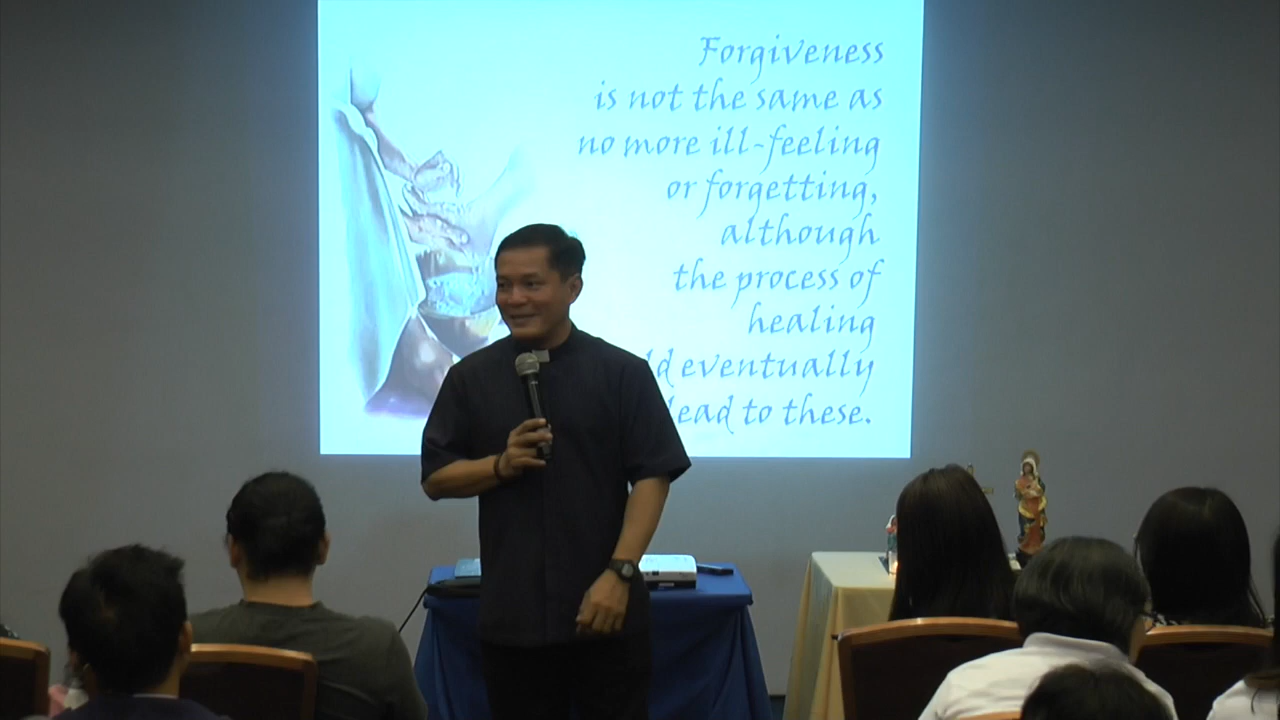 Forgiveness
is not the same as
no more ill-feeling
or forgetting,
although
the process of
healing
eventually
lead to these.